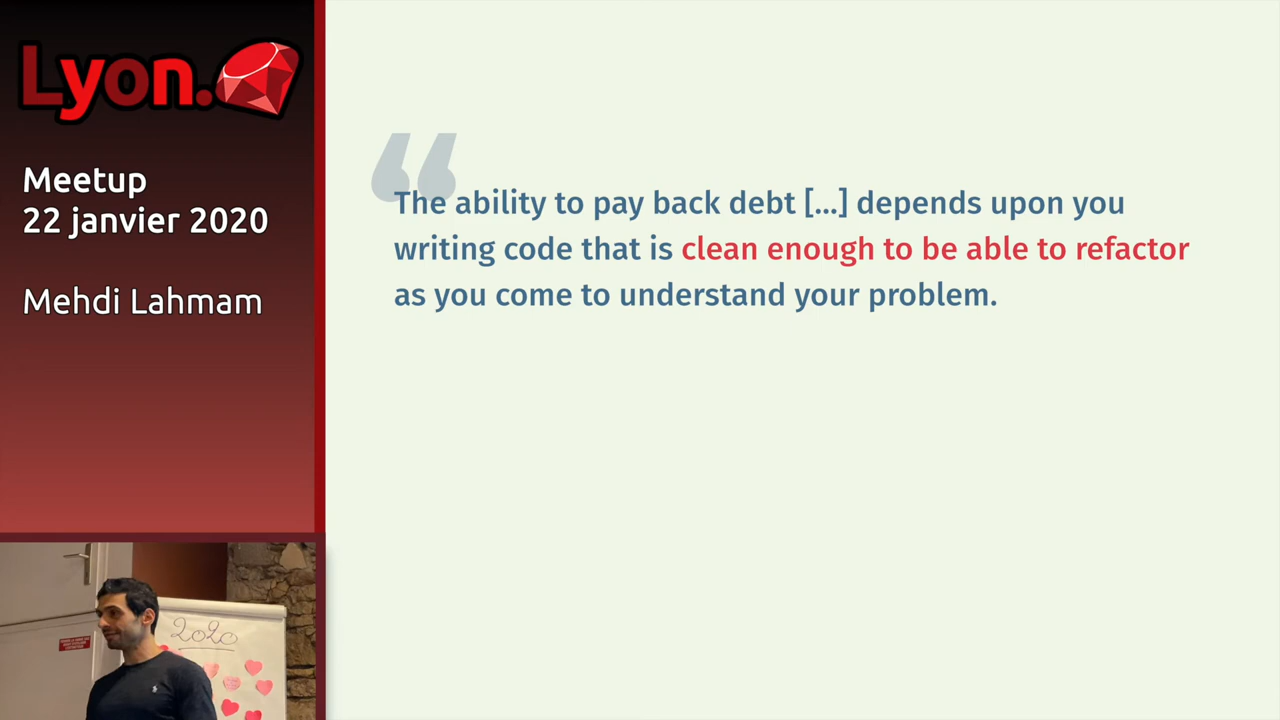 Lyon.
Meetup
22 janvier 2020
Mehdi Lahmam
“
The ability to pay back debt [...] depends upon you
writing code that is clean enough to be able to refactor
as you come to understand your problem.
2020